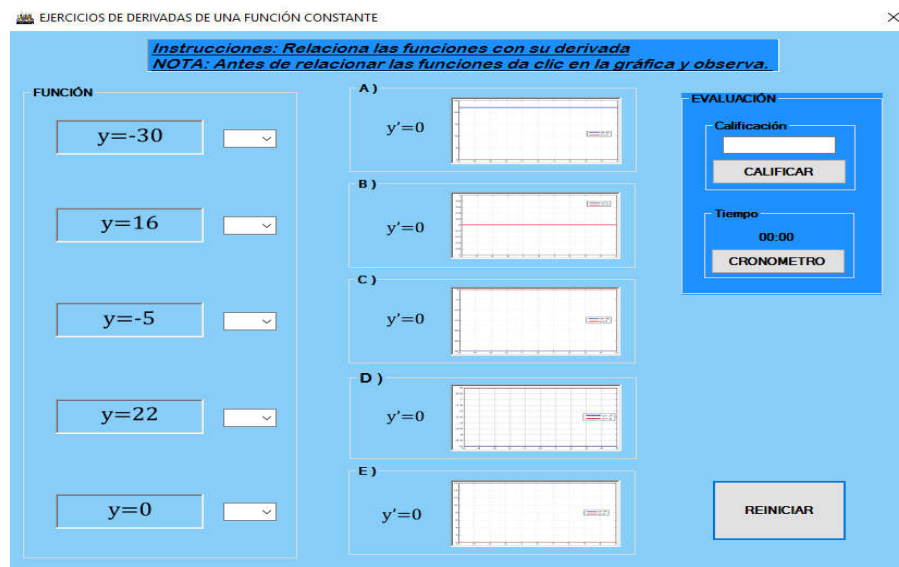 EJERCICIOS DE DERIVADAS DE UNA FUNCIÓN CONSTANTE
Instrucciones: Relaciona las funciones con su derivada
NOTA: Antes de relacionar las funciones da clic en la gráfica y observa.
FUNCIÓN
y=-30
y=16
y=-5
y=22
y=0
A )
y'=0
B )
y'=0
C )
y'=0
D )
y'=0
E )
y'=0
EVALUACIÓN
Calificación
CALIFICAR
Tiempo
00:00
CRONOMETRO
REINICIAR